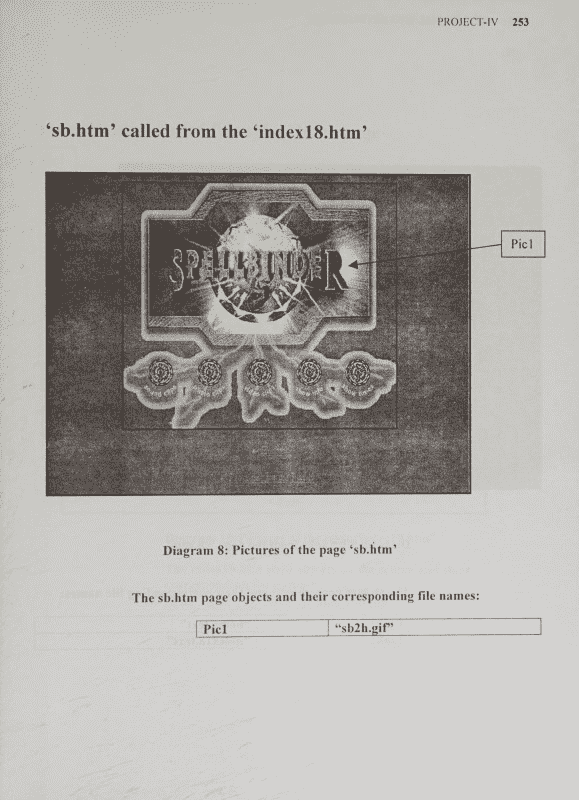 PROJECT-IV 253
‘sb.htm’ called from the ‘index18.htm’
SPELLBINDER
Pic1
Diagram 8: Pictures of the page ‘sb.htm’
The sb.htm page objects and their corresponding file names:
Pic1 “sb2h.gif”